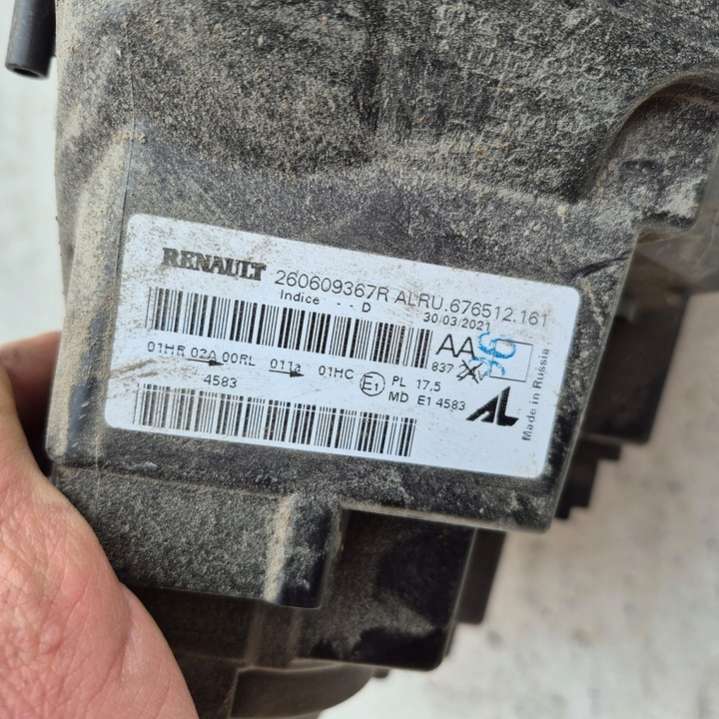 RENAULT 260609367R ALRU.676512.161
Indice - - D 30/03/2021
AA 96
837
01HR 02A 00RL 011a 01HC E1 PL 17.5
4583 MD E1 4583 AL
Made in Russia